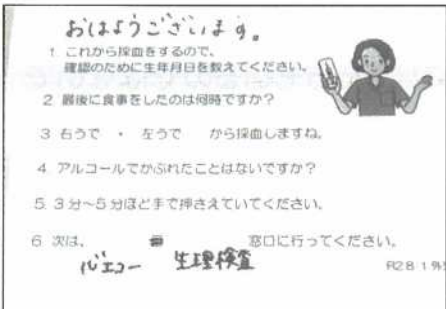 おはようございます。
1 これから採血をするので、
確認のために生年月日を教えてください。
2 最後に食事をしたのは何時ですか?
3 右うで ・ 左うで から採血しますね。
4 アルコールでかぶれたことはないですか?
5 3分~5分ほど手で押さえていてください。
6 次は、 窓口に行ってください。
心エコー 生理検査